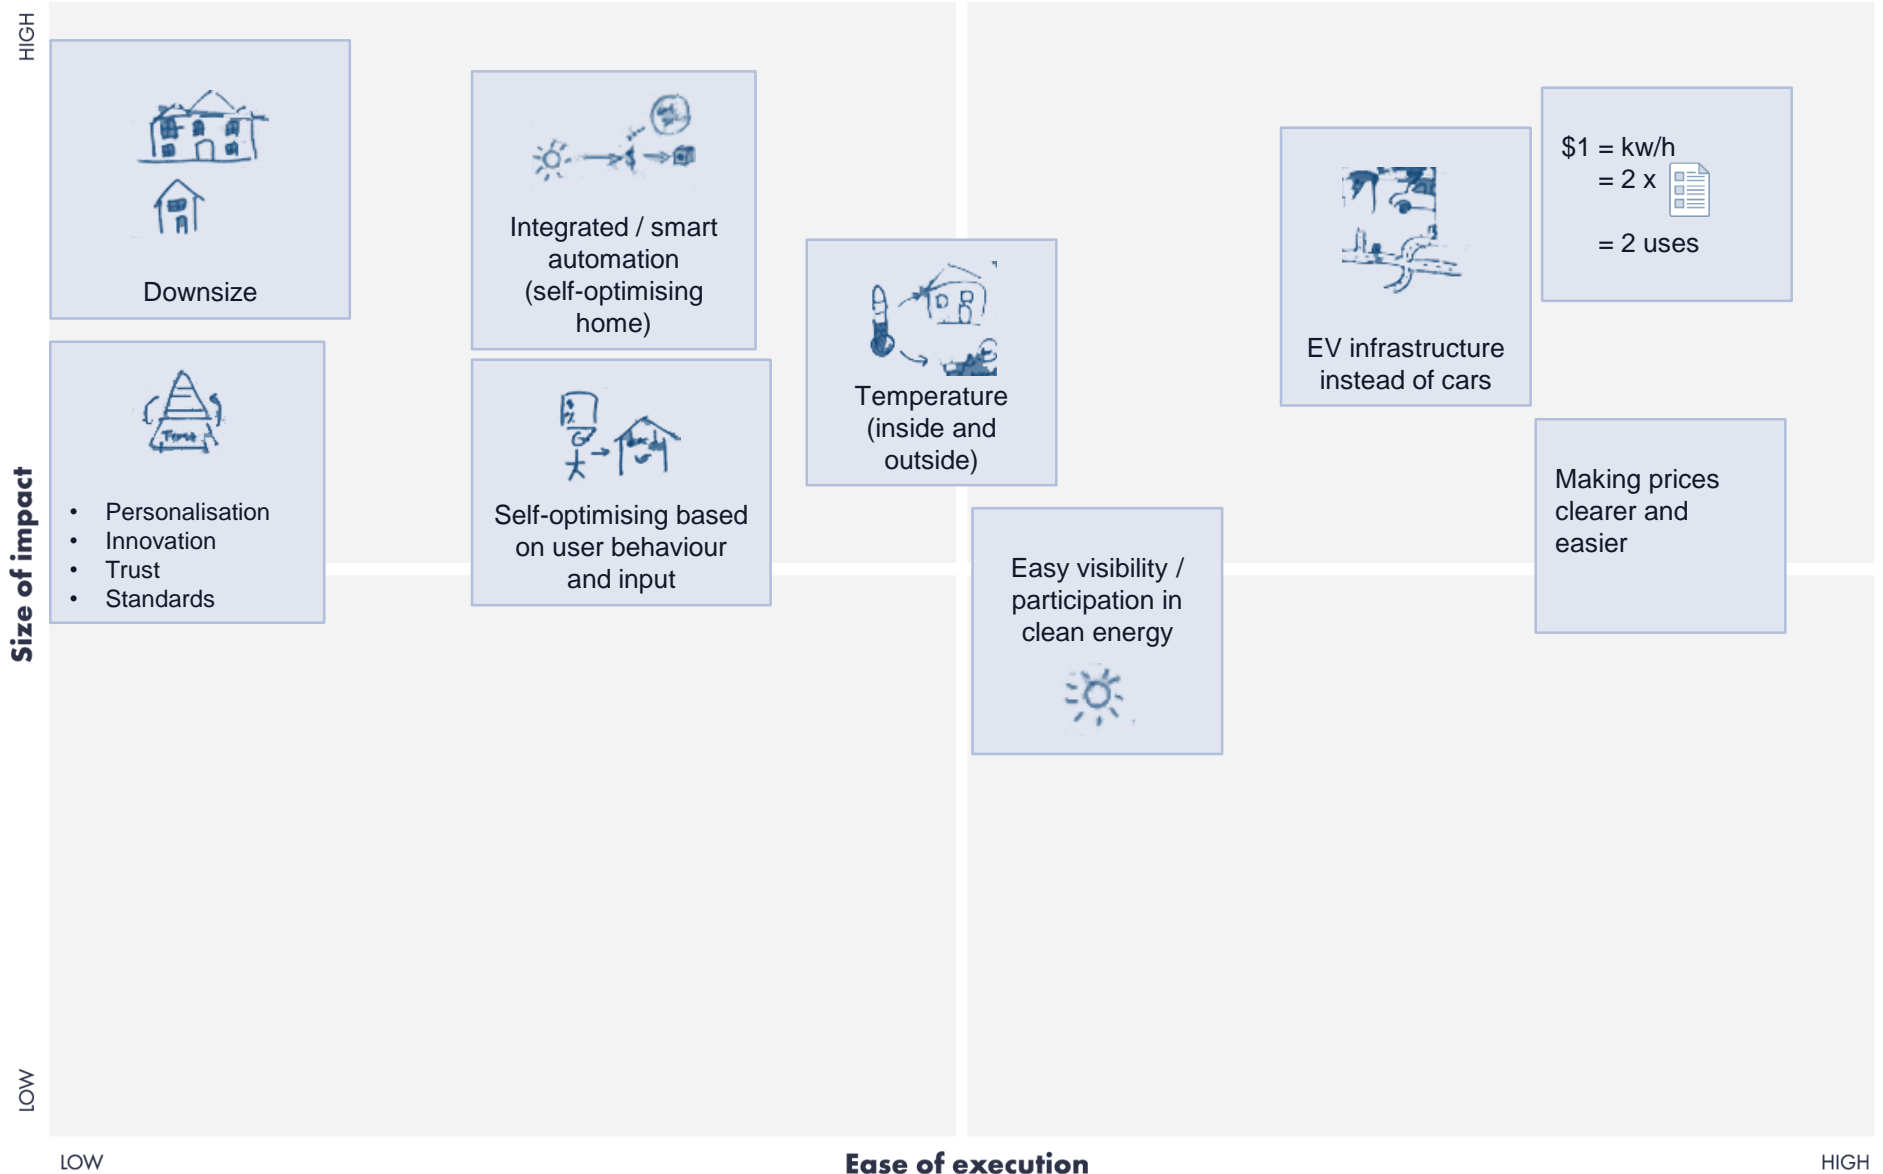 HIGH
Downsize
Integrated / smart
automation
(self-optimising
home)
Temperature
(inside and
outside)
EV infrastructure
instead of cars
$1 = kw/h
= 2 x
= 2 uses
Size of impact
• Personalisation
• Innovation
• Trust
• Standards
Self-optimising based
on user behaviour
and input
Easy visibility /
participation in
clean energy
Making prices
clearer and
easier
LOW
LOW
Ease of execution
HIGH